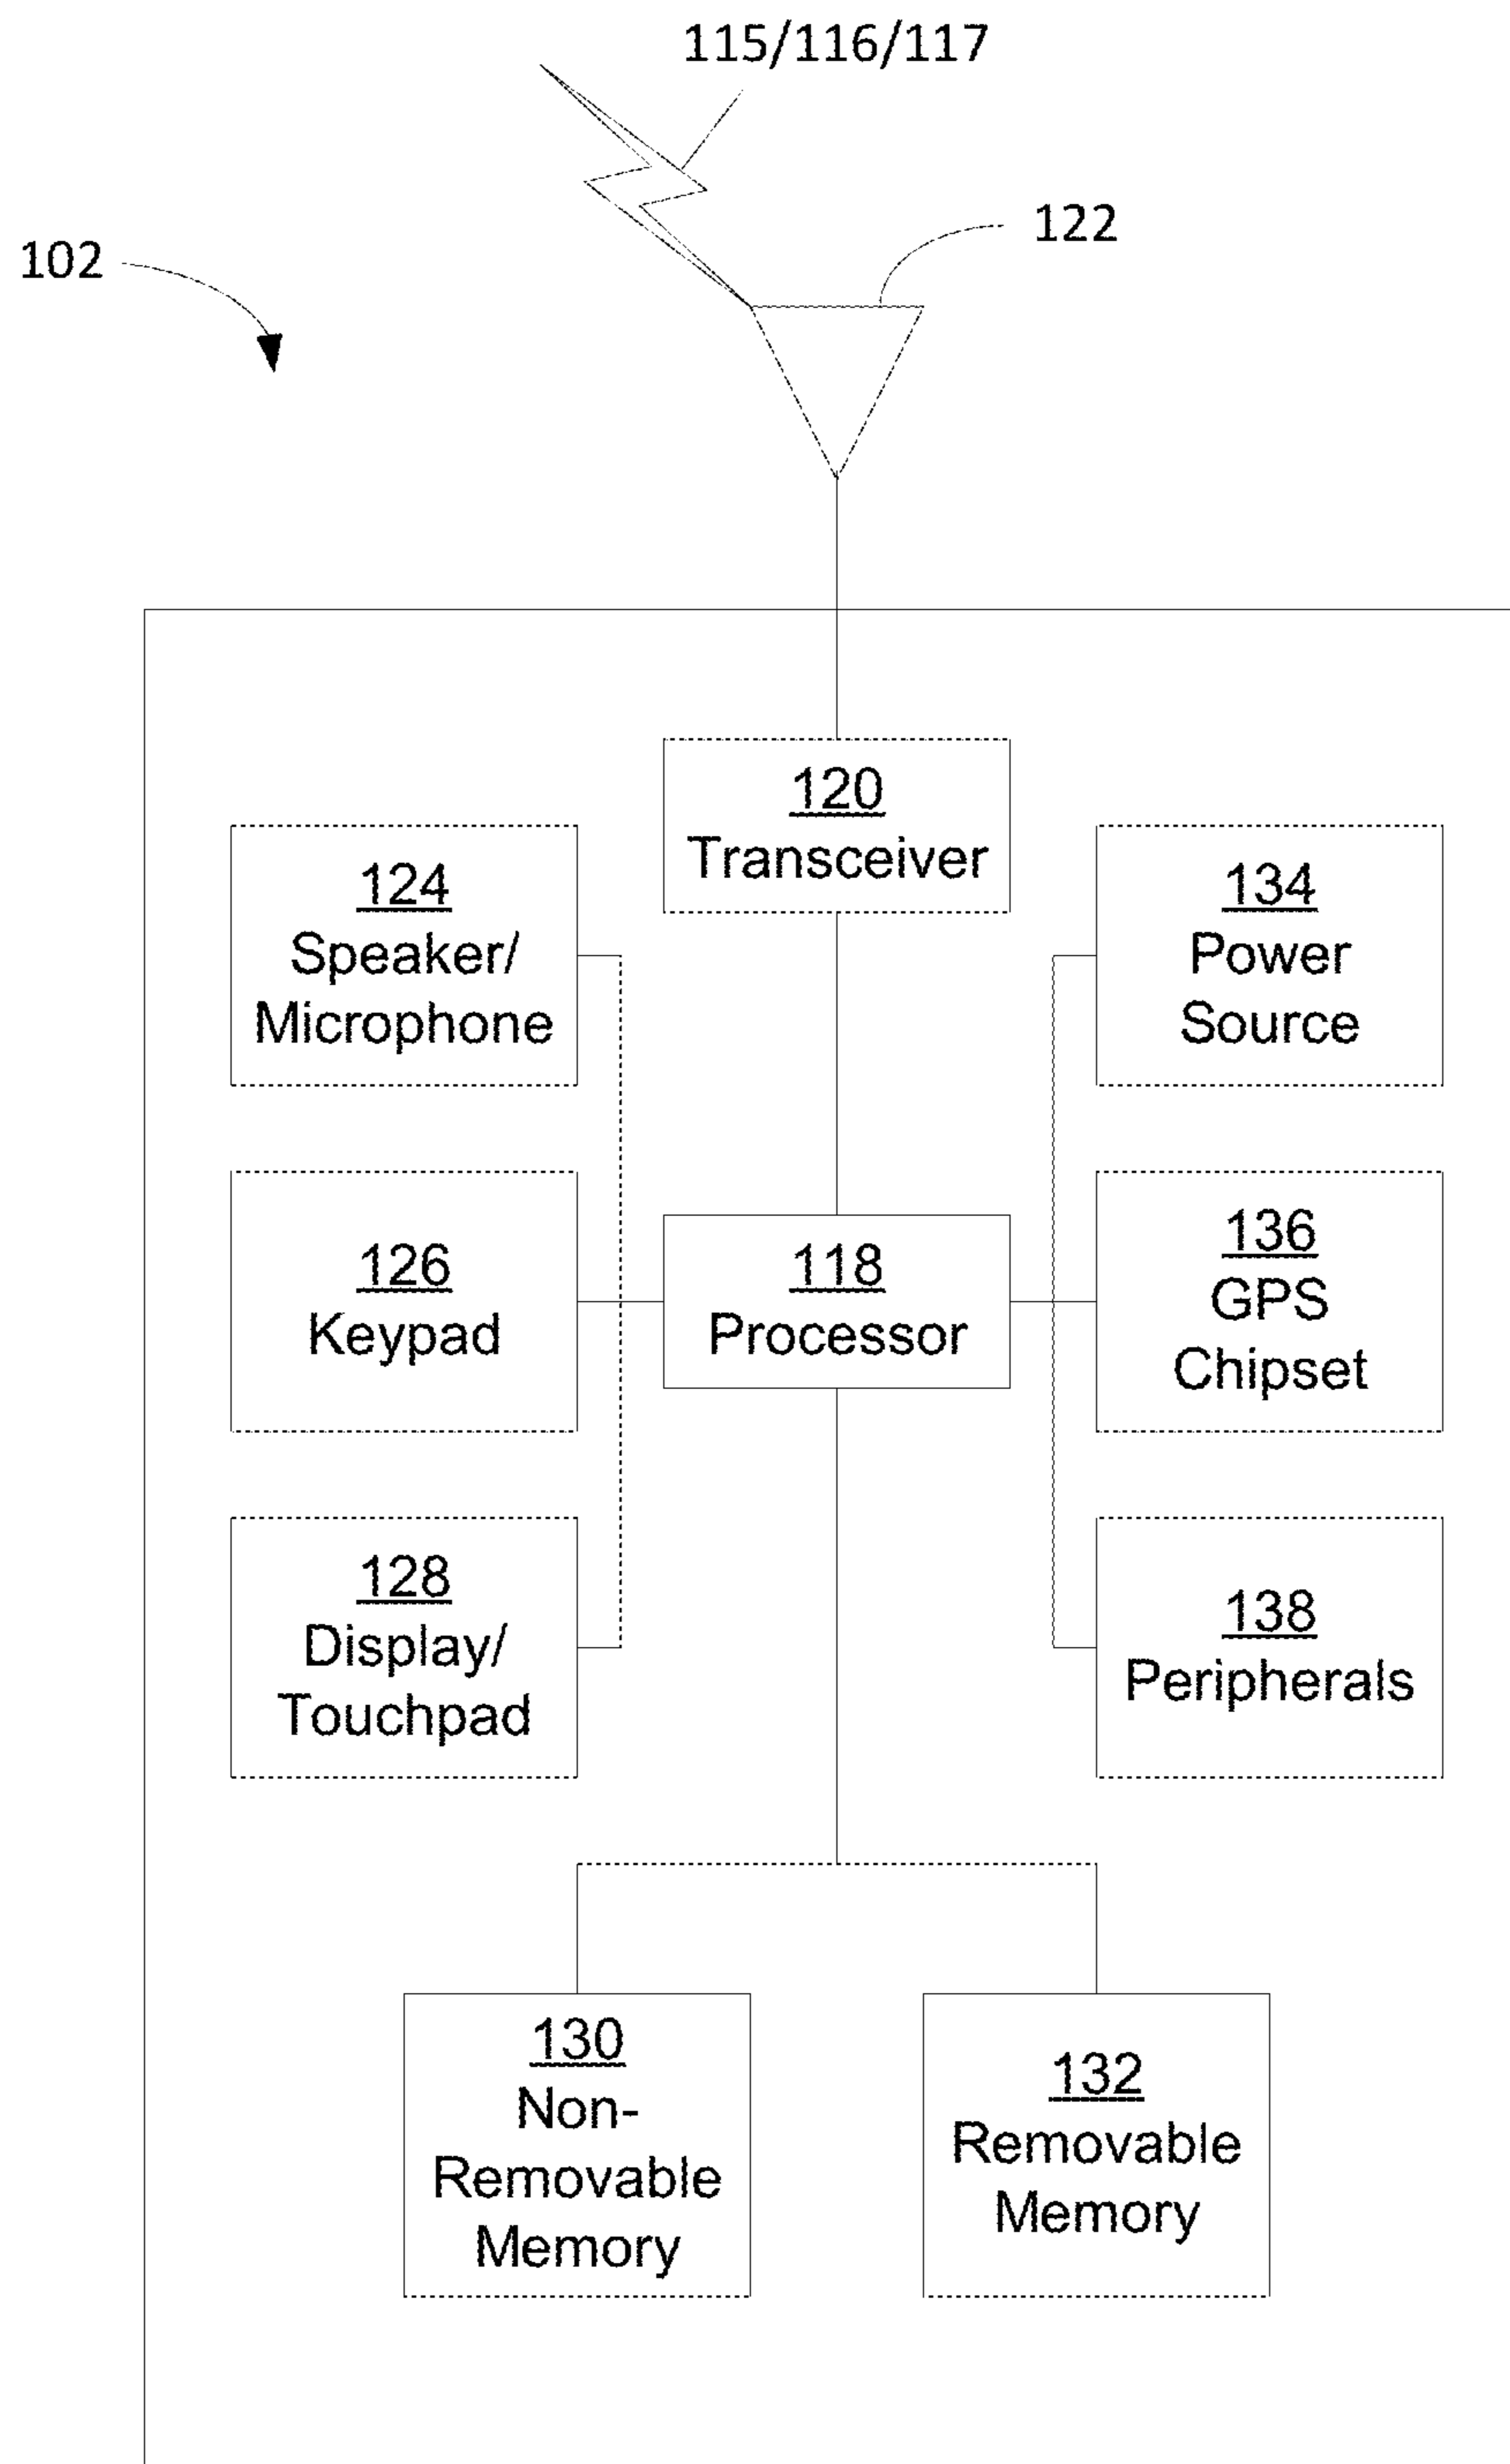 115/116/117
122
102
120
Transceiver
124
Speaker/
Microphone
134
Power
Source
126
Keypad
118
Processor
136
GPS
Chipset
128
Display/
Touchpad
138
Peripherals
130
Non-
Removable
Memory
132
Removable
Memory